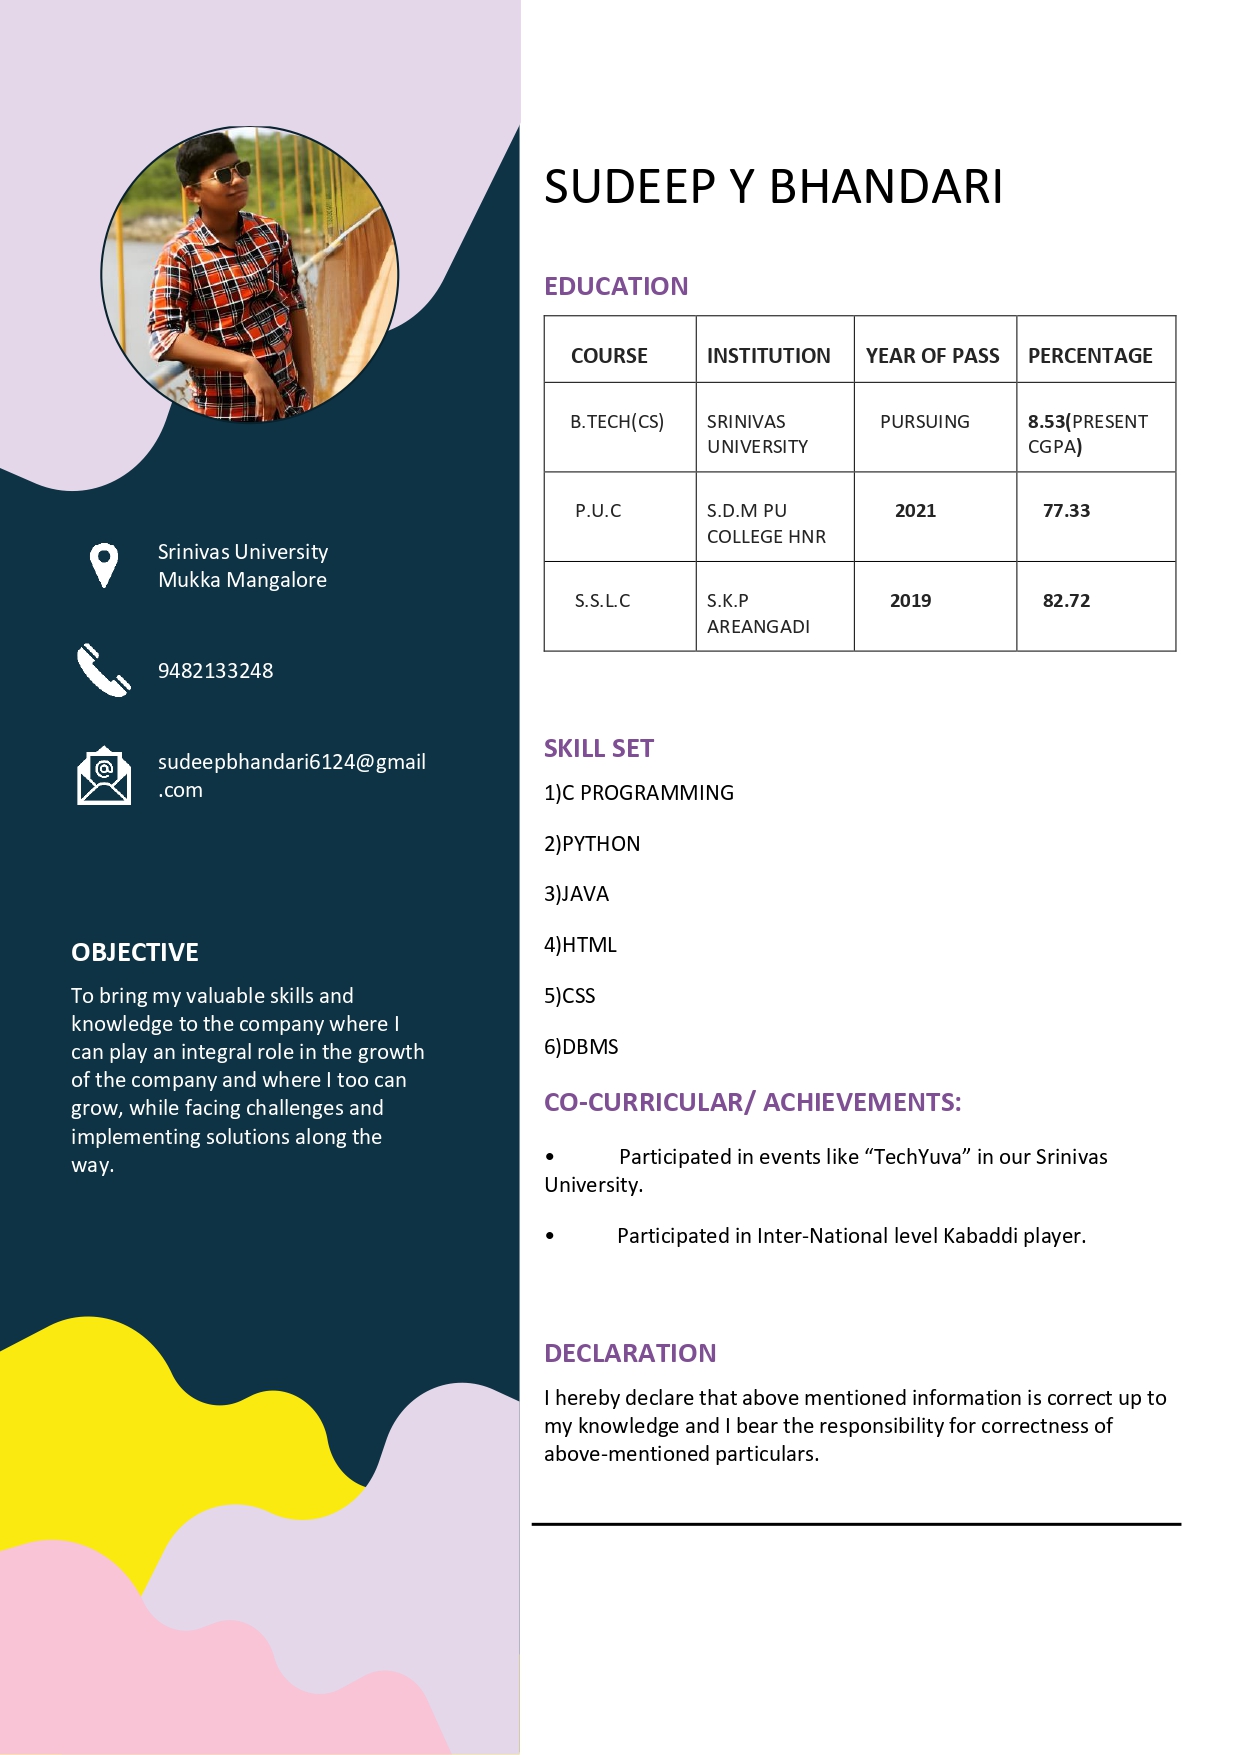 SUDEEP Y BHANDARI
EDUCATION
COURSE INSTITUTION YEAR OF PASS PERCENTAGE
B.TECH(CS) SRINIVAS PURSUING 8.53(PRESENT
UNIVERSITY CGPA)
P.U.C S.D.M PU 2021 77.33
COLLEGE HNR
S.S.L.C S.K.P 2019 82.72
AREANGADI
Srinivas University
Mukka Mangalore
9482133248
sudeepbhandari6124@gmail
.com
OBJECTIVE
To bring my valuable skills and
knowledge to the company where I
can play an integral role in the growth
of the company and where I too can
grow, while facing challenges and
implementing solutions along the
way.
SKILL SET
1)C PROGRAMMING
2)PYTHON
3)JAVA
4)HTML
5)CSS
6)DBMS
CO-CURRICULAR/ ACHIEVEMENTS:
• Participated in events like “TechYuva” in our Srinivas
University.
• Participated in Inter-National level Kabaddi player.
DECLARATION
I hereby declare that above mentioned information is correct up to
my knowledge and I bear the responsibility for correctness of
above-mentioned particulars.